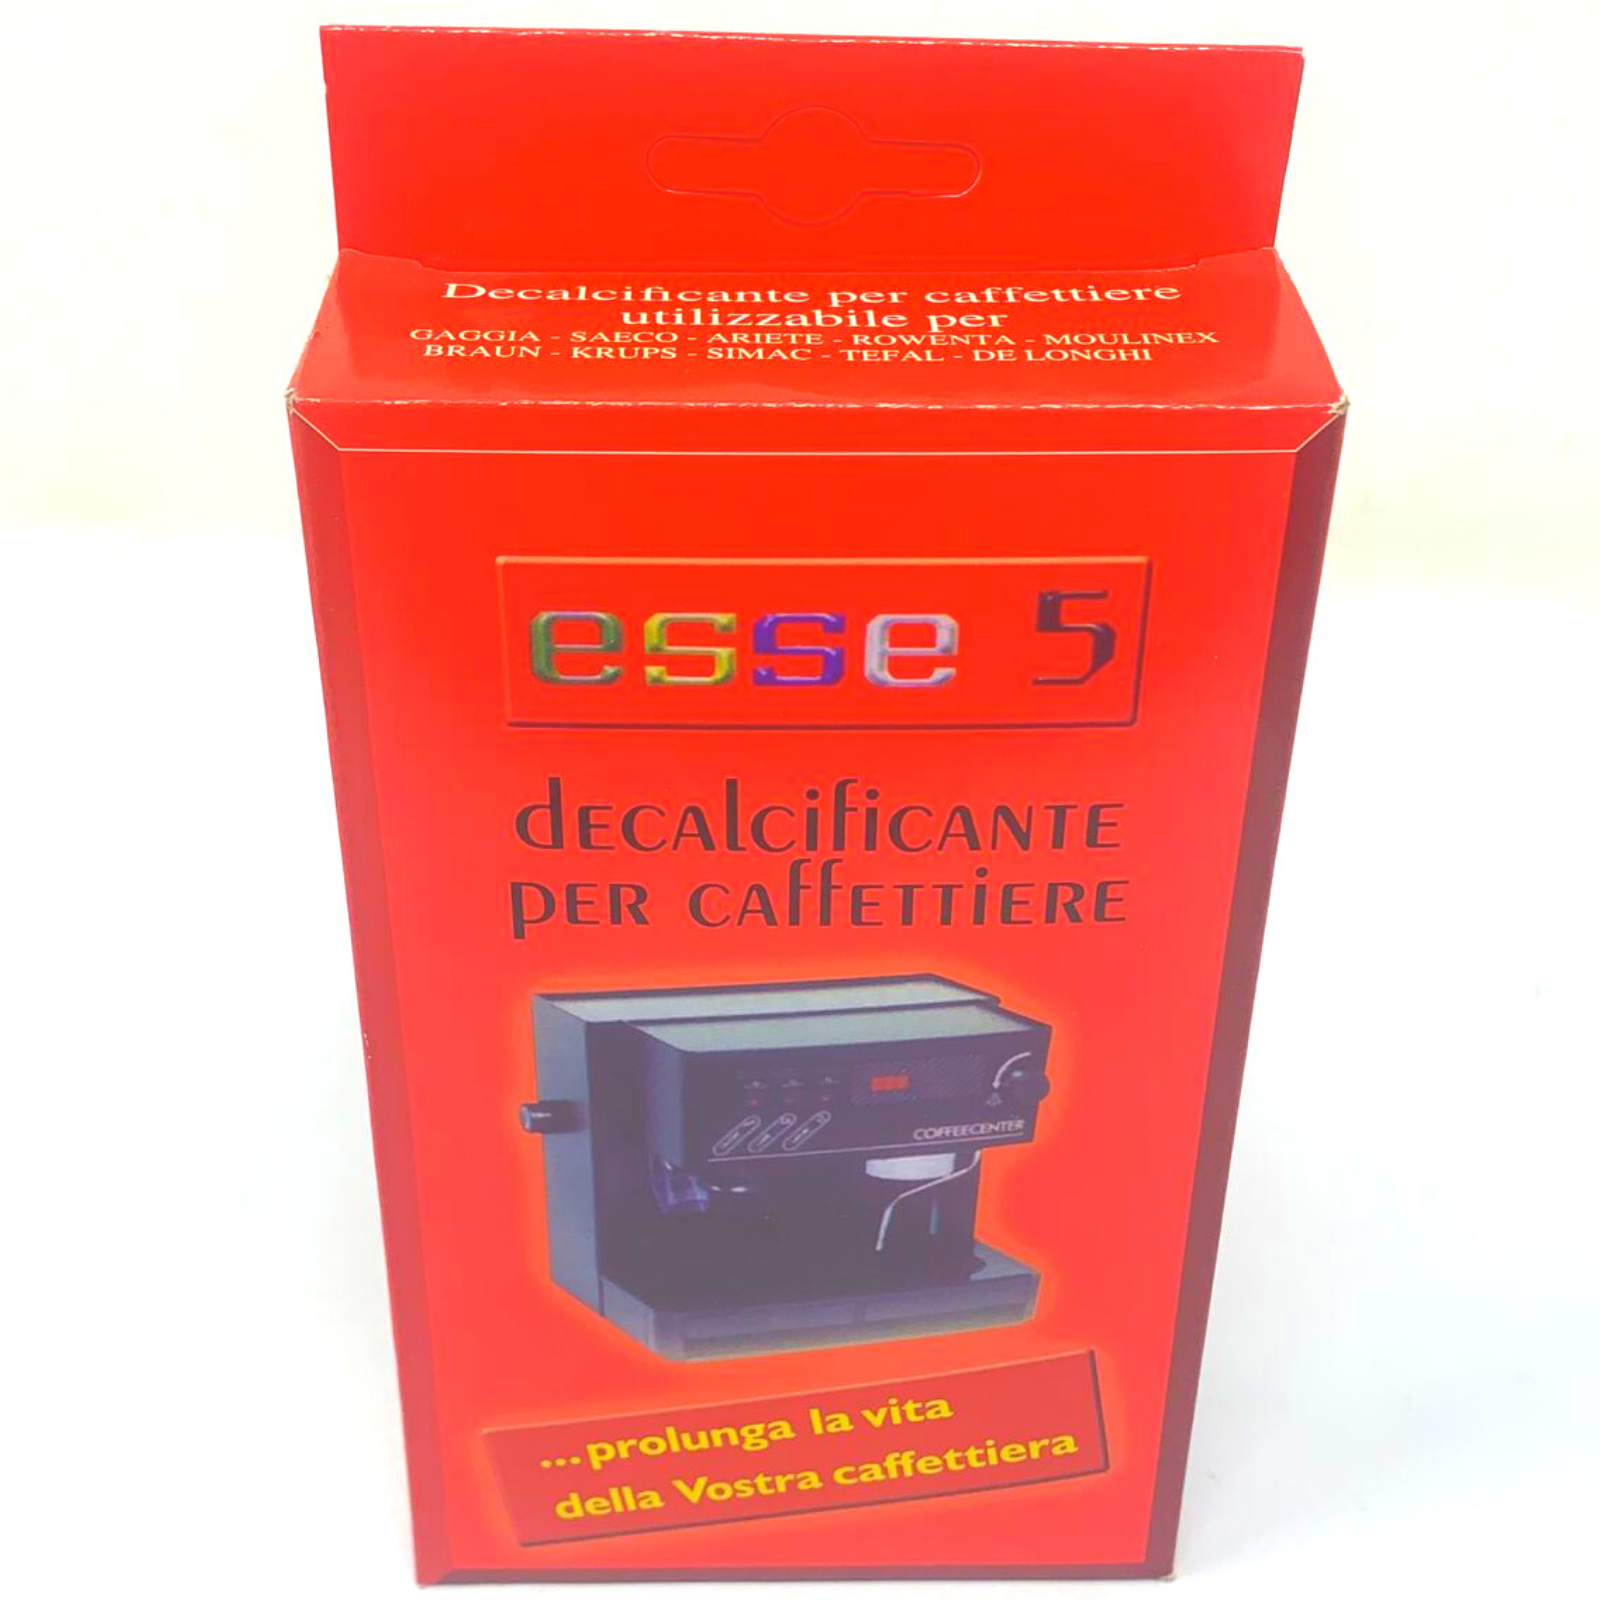 Decalcificante per caffettiere
utilizzabile per
GAGGIA - SAECO - ARIETE - ROWENTA - MOULINEX
BRAUN - KRUPS - SIMAC - TEFAL - DE LONGHI
esse 5
decalcificante
per caffettiere
COFFEECENTER
...prolunga la vita
della Vostra caffettiera